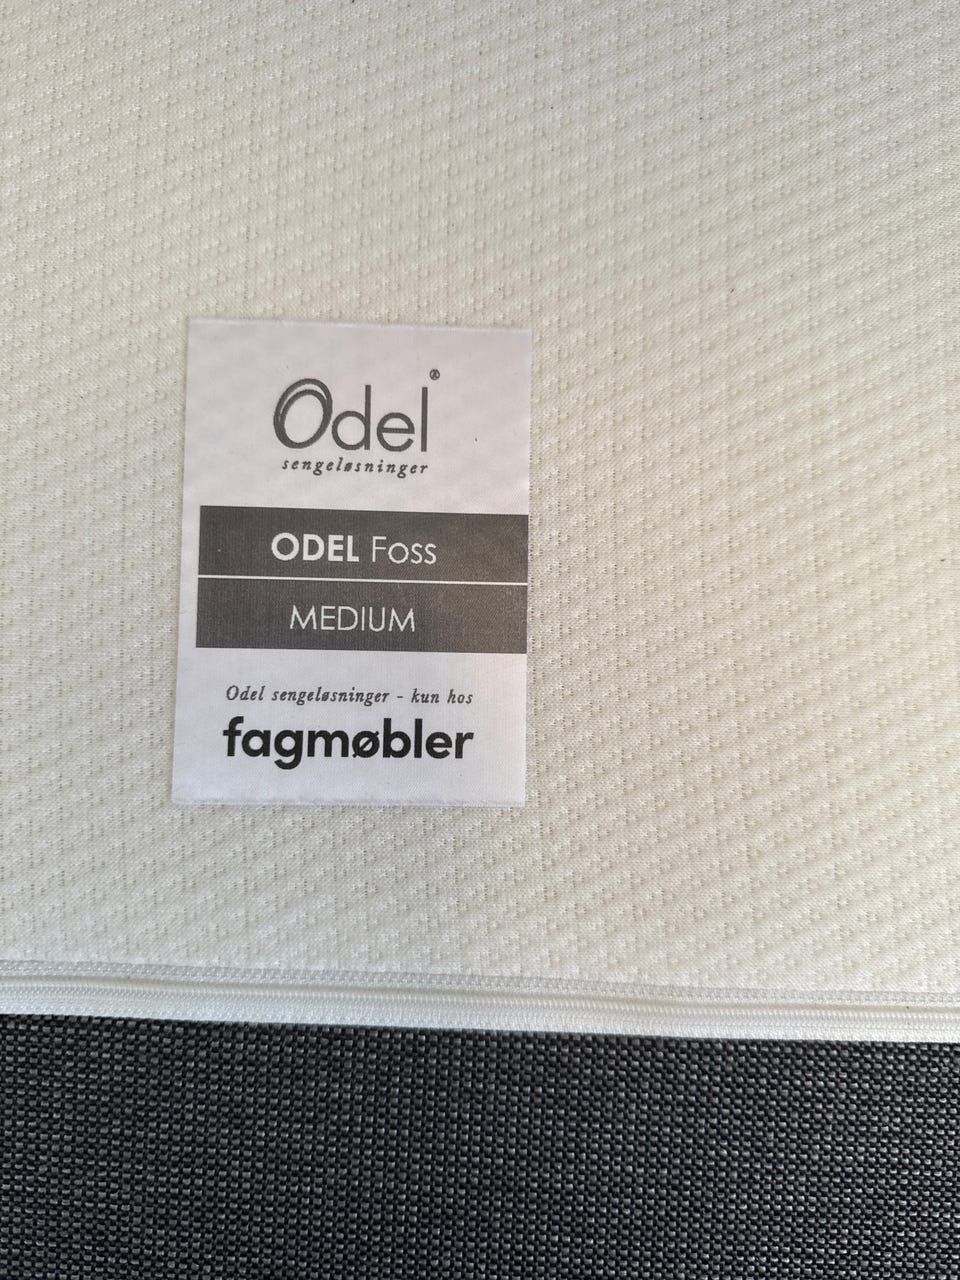 Odel®
sengeløsninger
ODEL Foss
MEDIUM
Odel sengeløsninger - kun hos
fagmøbler